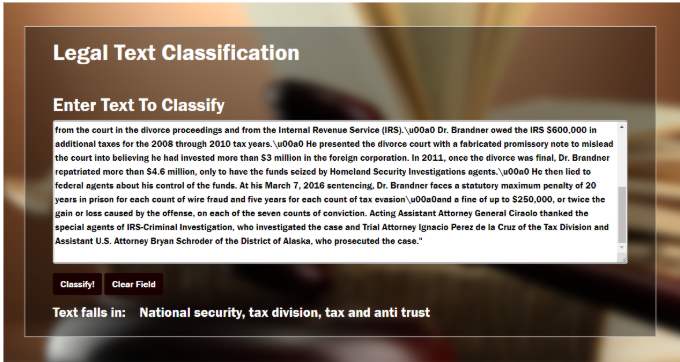 Legal Text Classification
Enter Text To Classify
from the court in the divorce proceedings and from the Internal Revenue Service (IRS).\u00a0 Dr. Brandner owed the IRS $600,000 in
additional taxes for the 2008 through 2010 tax years.\u00a0 He presented the divorce court with a fabricated promissory note to mislead
the court into believing he had invested more than $3 million in the foreign corporation. In 2011, once the divorce was final, Dr. Brandner
repatriated more than $4.6 million, only to have the funds seized by Homeland Security Investigations agents.\u00a0 He then lied to
federal agents about his control of the funds. At his March 7, 2016 sentencing, Dr. Brandner faces a statutory maximum penalty of 20
years in prison for each count of wire fraud and five years for each count of tax evasion\u00a0and a fine of up to $250,000, or twice the
gain or loss caused by the offense, on each of the seven counts of conviction. Acting Assistant Attorney General Ciraolo thanked the
special agents of IRS-Criminal Investigation, who investigated the case and Trial Attorney Ignacio Perez de la Cruz of the Tax Division and
Assistant U.S. Attorney Bryan Schroder of the District of Alaska, who prosecuted the case."
Classify! Clear Field
Text falls in: National security, tax division, tax and anti trust